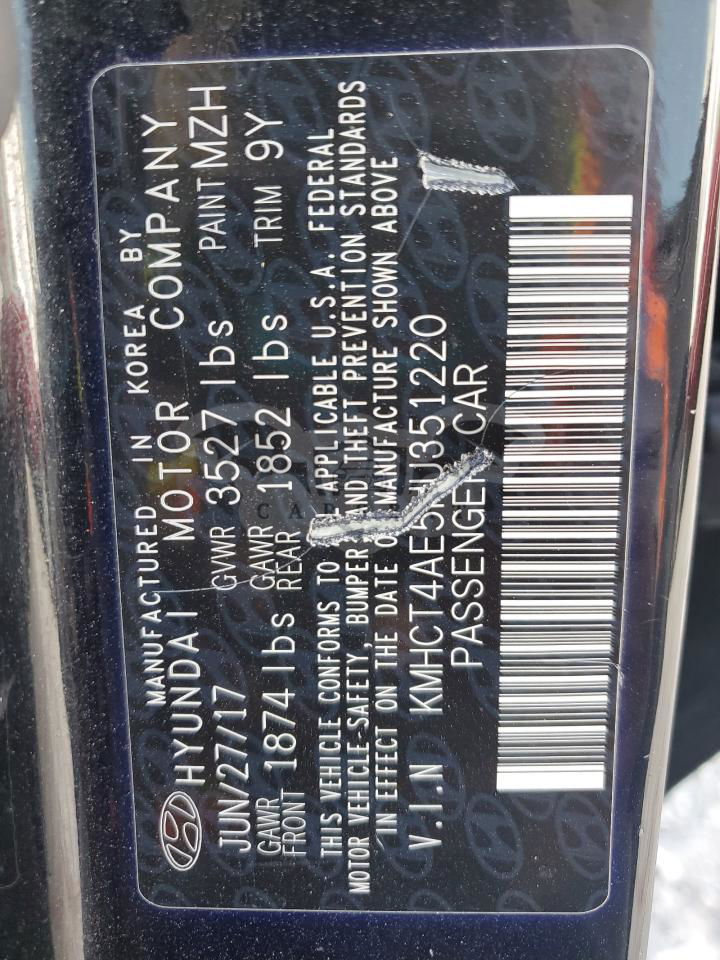 MANUFACTURED IN KOREA BY
HYUNDAI MOTOR COMPANY
JUN/27/17 GVWR 3527 lbs PAINT MZH
GAWR FRONT 1874 lbs GAWR REAR 1852 lbs TRIM 9Y
THIS VEHICLE CONFORMS TO APPLICABLE U.S.A. FEDERAL
MOTOR VEHICLE-SAFETY, BUMPER AND THEFT PREVENTION STANDARDS
IN EFFECT ON THE DATE OF MANUFACTURE SHOWN ABOVE
V.I.N KMHCT4AE5HU351220
PASSENGER CAR